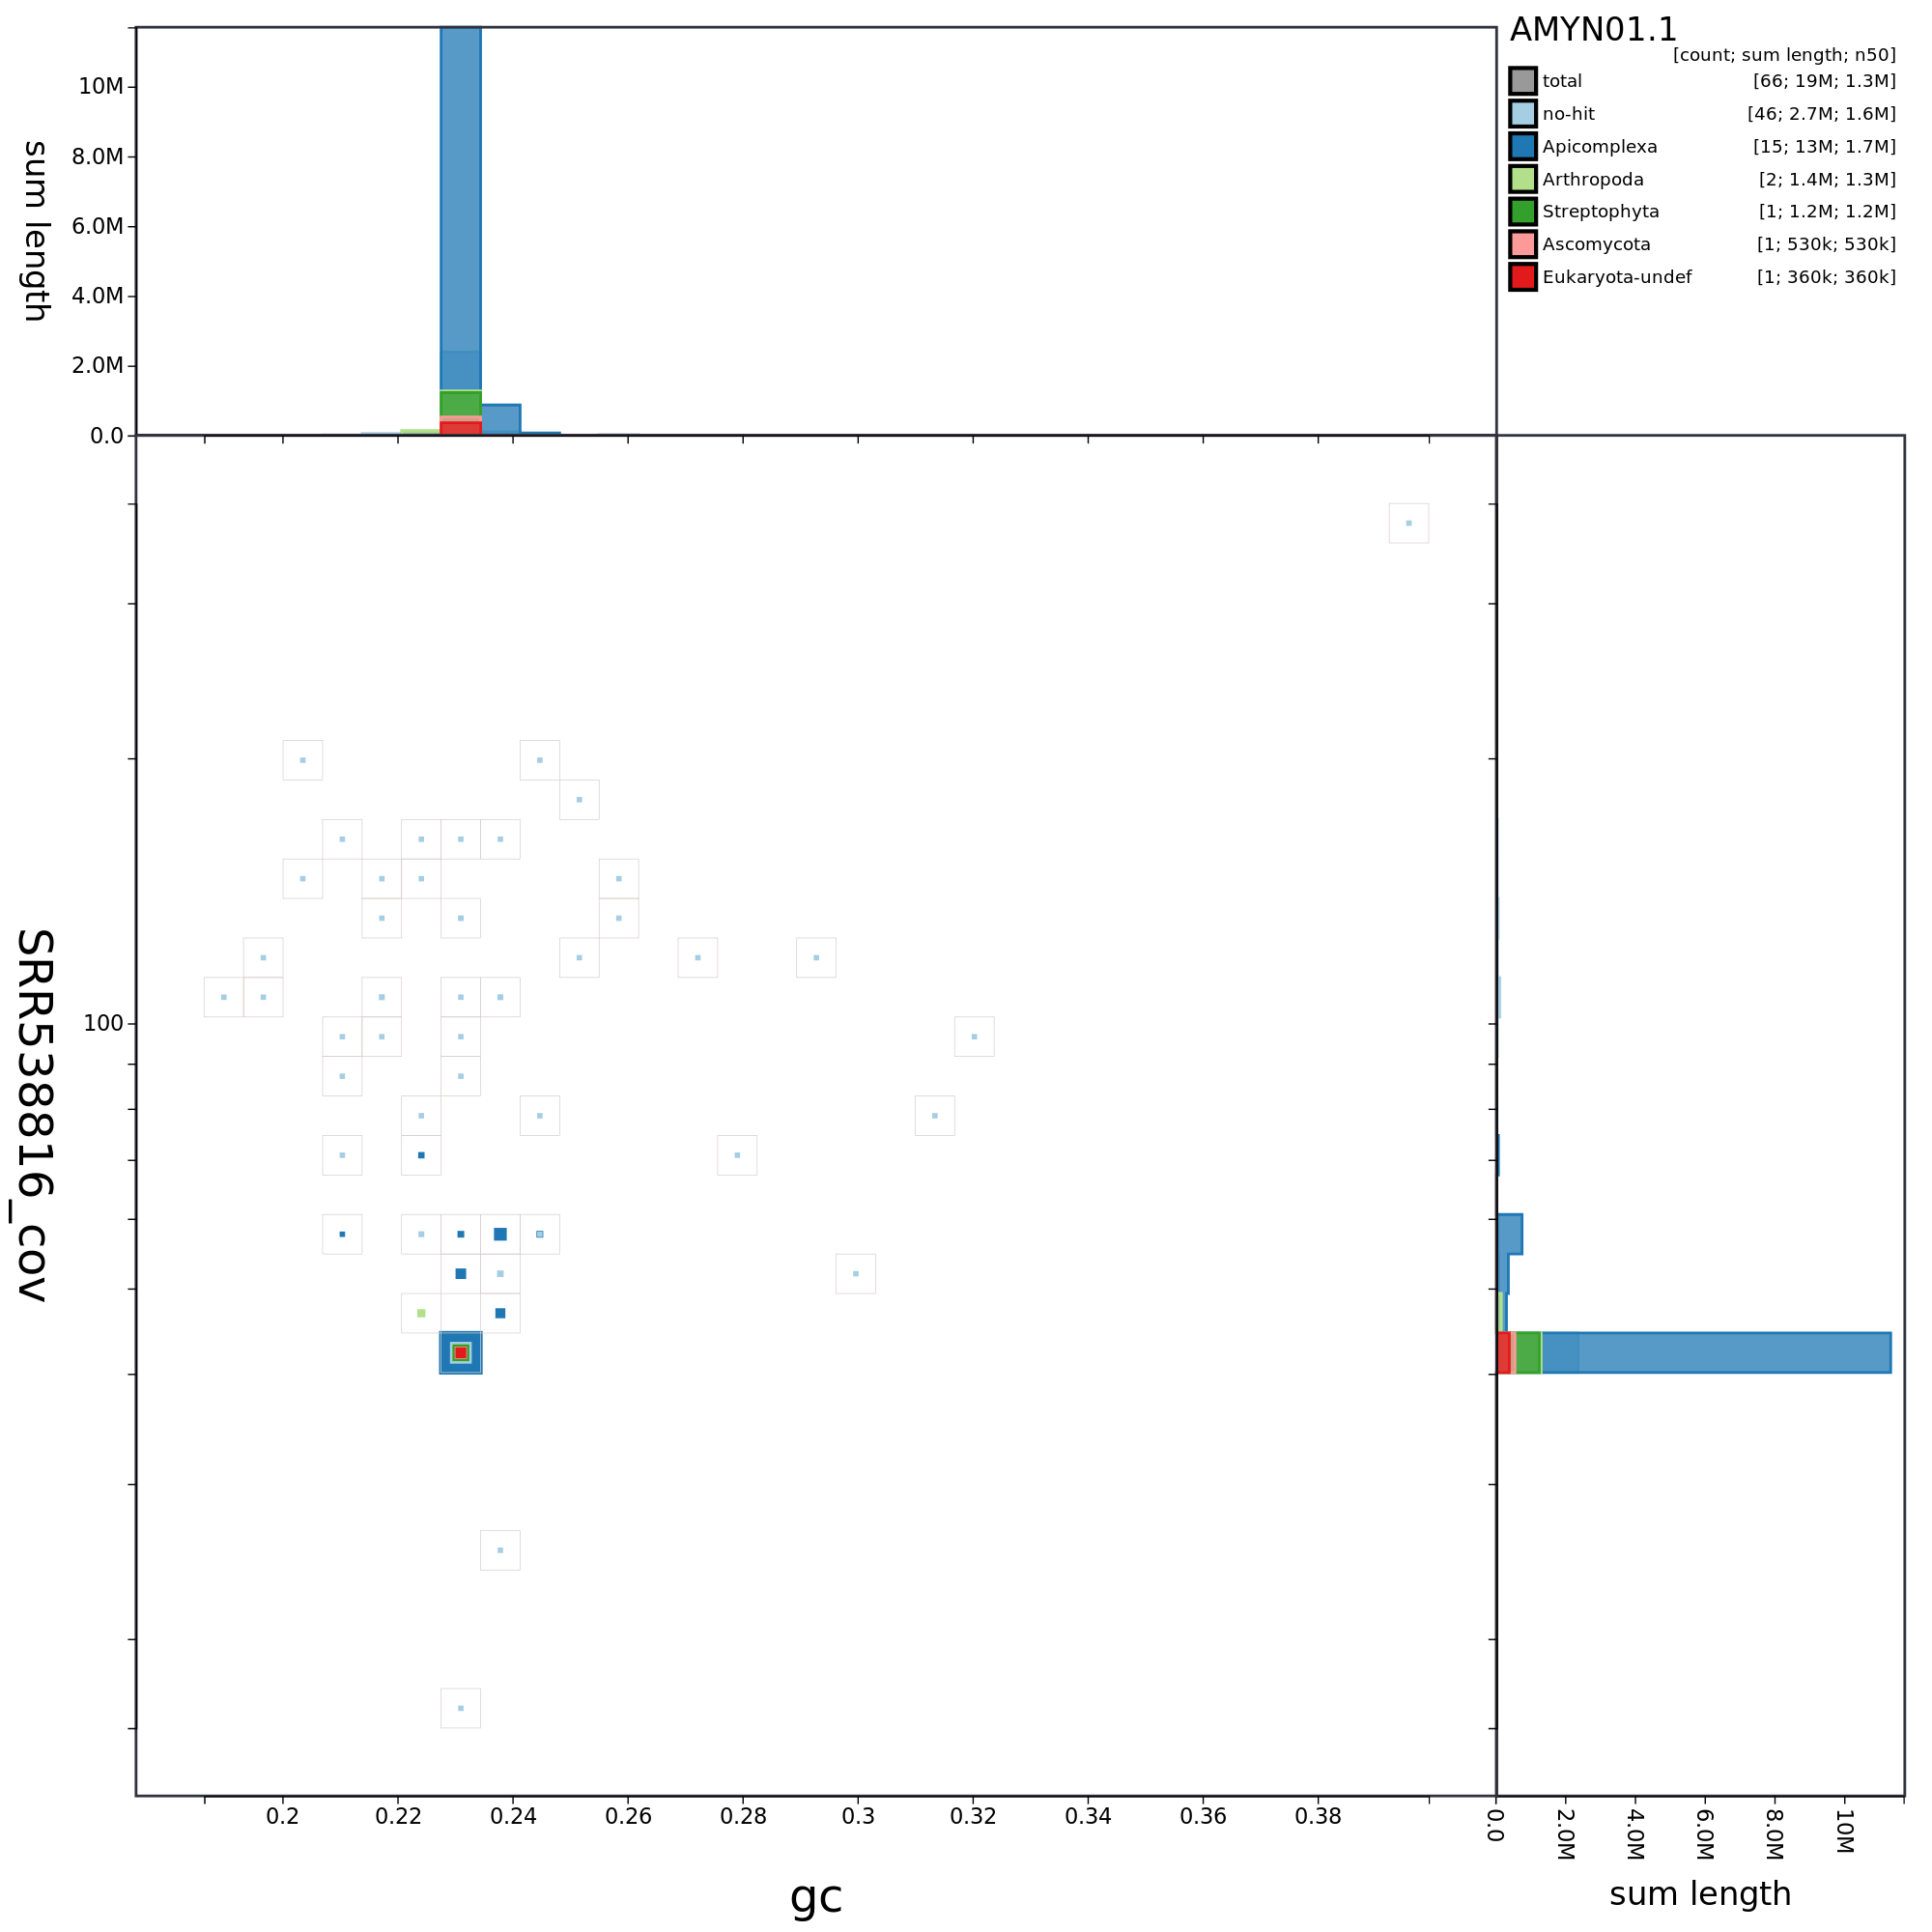 AMYN01.1
[count; sum length; n50]
total [66; 19M; 1.3M]
no-hit [46; 2.7M; 1.6M]
Apicomplexa [15; 13M; 1.7M]
Arthropoda [2; 1.4M; 1.3M]
Streptophyta [1; 1.2M; 1.2M]
Ascomycota [1; 530k; 530k]
Eukaryota-undef [1; 360k; 360k]
sum length
10M
8.0M
6.0M
4.0M
2.0M
0.0
SRR538816_cov
100
0.2 0.22 0.24 0.26 0.28 0.3 0.32 0.34 0.36 0.38
gc
0.0 2.0M 4.0M 6.0M 8.0M 10M
sum length